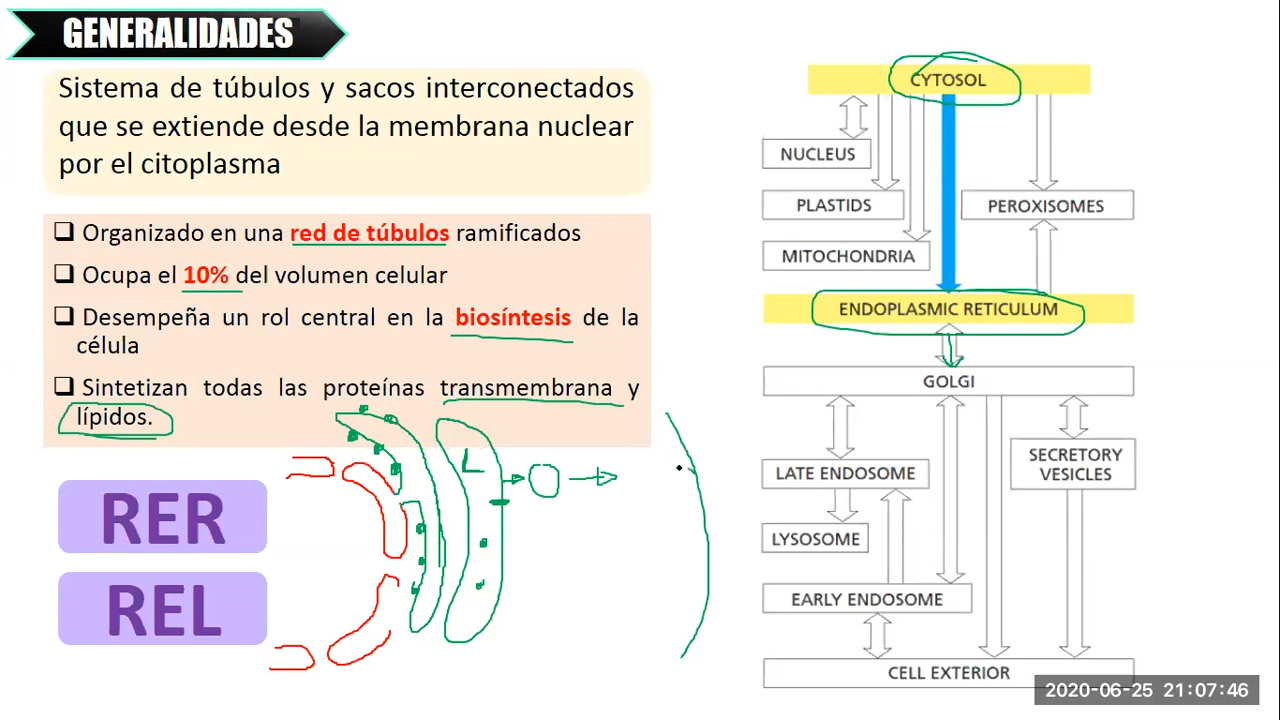 GENERALIDADES
Sistema de túbulos y sacos interconectados
que se extiende desde la membrana nuclear
por el citoplasma
Organizado en una red de túbulos ramificados
Ocupa el 10% del volumen celular
Desempeña un rol central en la biosíntesis de la
célula
Sintetizan todas las proteínas transmembrana y
lípidos.
RER
REL
L
CYTOSOL
NUCLEUS
PLASTIDS
PEROXISOMES
MITOCHONDRIA
ENDOPLASMIC RETICULUM
GOLGI
LATE ENDOSOME
SECRETORY
VESICLES
LYSOSOME
EARLY ENDOSOME
CELL EXTERIOR
2020-06-25 21:07:46